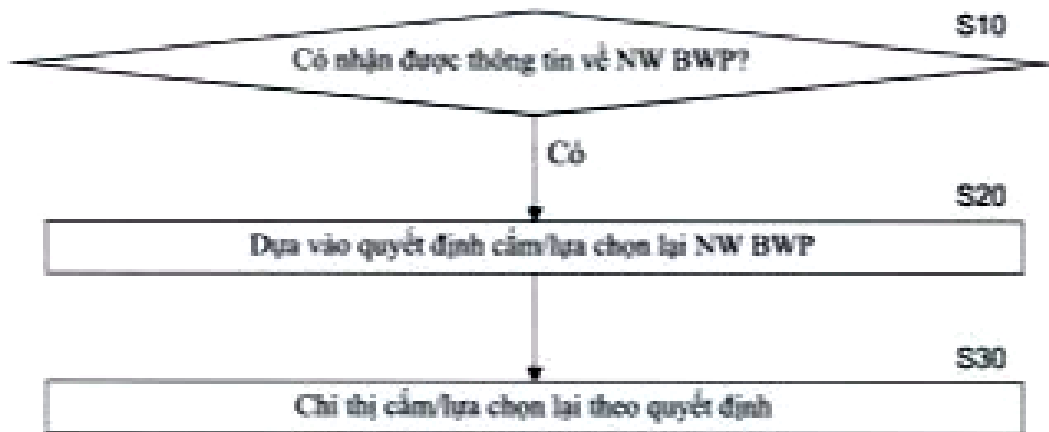 S10
Có nhận được thông tin về NW BWP?
Có
S20
Dựa vào quyết định cấm/lựa chọn lại NW BWP
S30
Chỉ thị cấm/lựa chọn lại theo quyết định